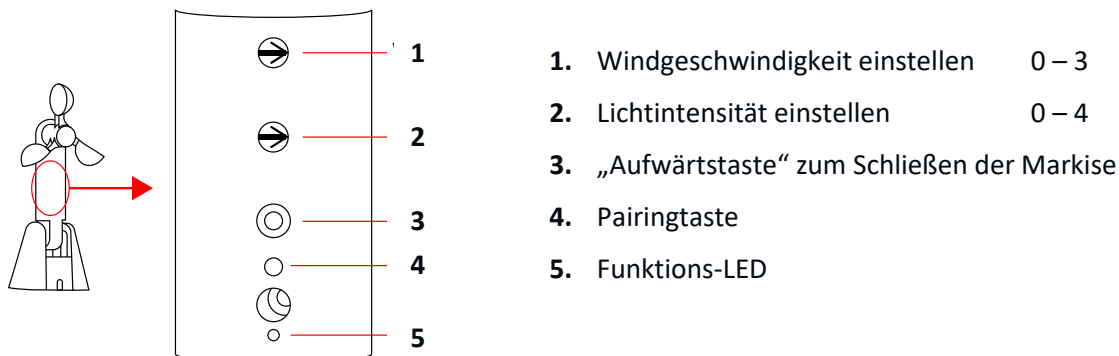 1
2
3
4
5
1. Windgeschwindigkeit einstellen 0 – 3
2. Lichtintensität einstellen 0 – 4
3. „Aufwärtstaste“ zum Schließen der Markise
4. Pairingtaste
5. Funktions-LED